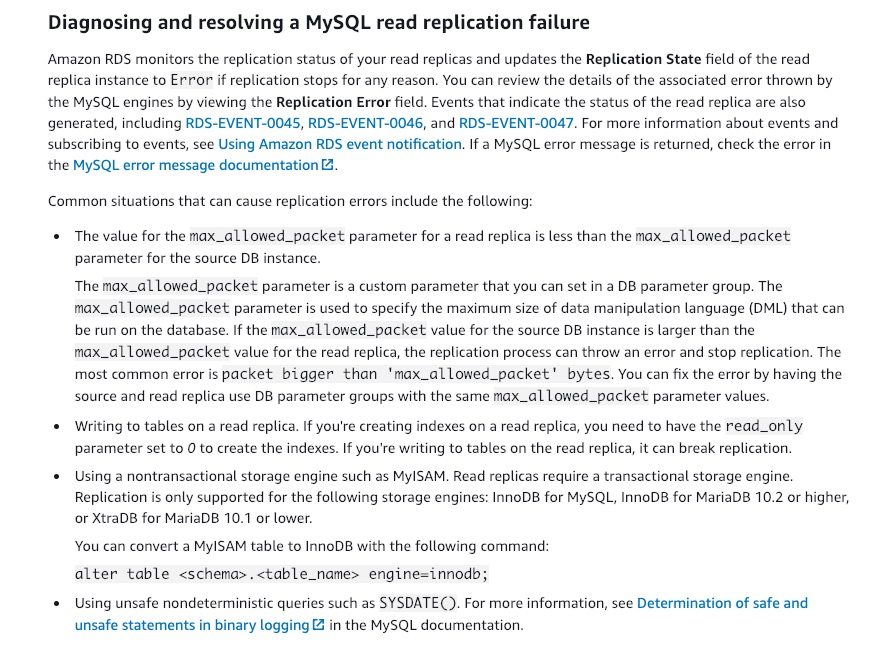 Diagnosing and resolving a MySQL read replication failure
Amazon RDS monitors the replication status of your read replicas and updates the Replication State field of the read
replica instance to Error if replication stops for any reason. You can review the details of the associated error thrown by
the MySQL engines by viewing the Replication Error field. Events that indicate the status of the read replica are also
generated, including RDS-EVENT-0045, RDS-EVENT-0046, and RDS-EVENT-0047. For more information about events and
subscribing to events, see Using Amazon RDS event notification. If a MySQL error message is returned, check the error in
the MySQL error message documentation.
Common situations that can cause replication errors include the following:
• The value for the max_allowed_packet parameter for a read replica is less than the max_allowed_packet
parameter for the source DB instance.
The max_allowed_packet parameter is a custom parameter that you can set in a DB parameter group. The
max_allowed_packet parameter is used to specify the maximum size of data manipulation language (DML) that can
be run on the database. If the max_allowed_packet value for the source DB instance is larger than the
max_allowed_packet value for the read replica, the replication process can throw an error and stop replication. The
most common error is packet bigger than 'max_allowed_packet' bytes. You can fix the error by having the
source and read replica use DB parameter groups with the same max_allowed_packet parameter values.
• Writing to tables on a read replica. If you're creating indexes on a read replica, you need to have the read_only
parameter set to 0 to create the indexes. If you're writing to tables on the read replica, it can break replication.
• Using a nontransactional storage engine such as MyISAM. Read replicas require a transactional storage engine.
Replication is only supported for the following storage engines: InnoDB for MySQL, InnoDB for MariaDB 10.2 or higher,
or XtraDB for MariaDB 10.1 or lower.
You can convert a MyISAM table to InnoDB with the following command:
alter table <schema>.<table_name> engine=innodb;
• Using unsafe nondeterministic queries such as SYSDATE(). For more information, see Determination of safe and
unsafe statements in binary logging in the MySQL documentation.